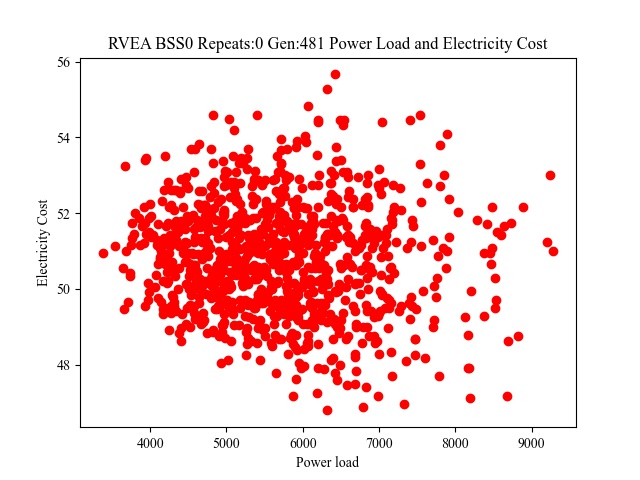 RVEA BSS0 Repeats:0 Gen:481 Power Load and Electricity Cost
56
54
52
50
48
Electricity Cost
4000 5000 6000 7000 8000 9000
Power load